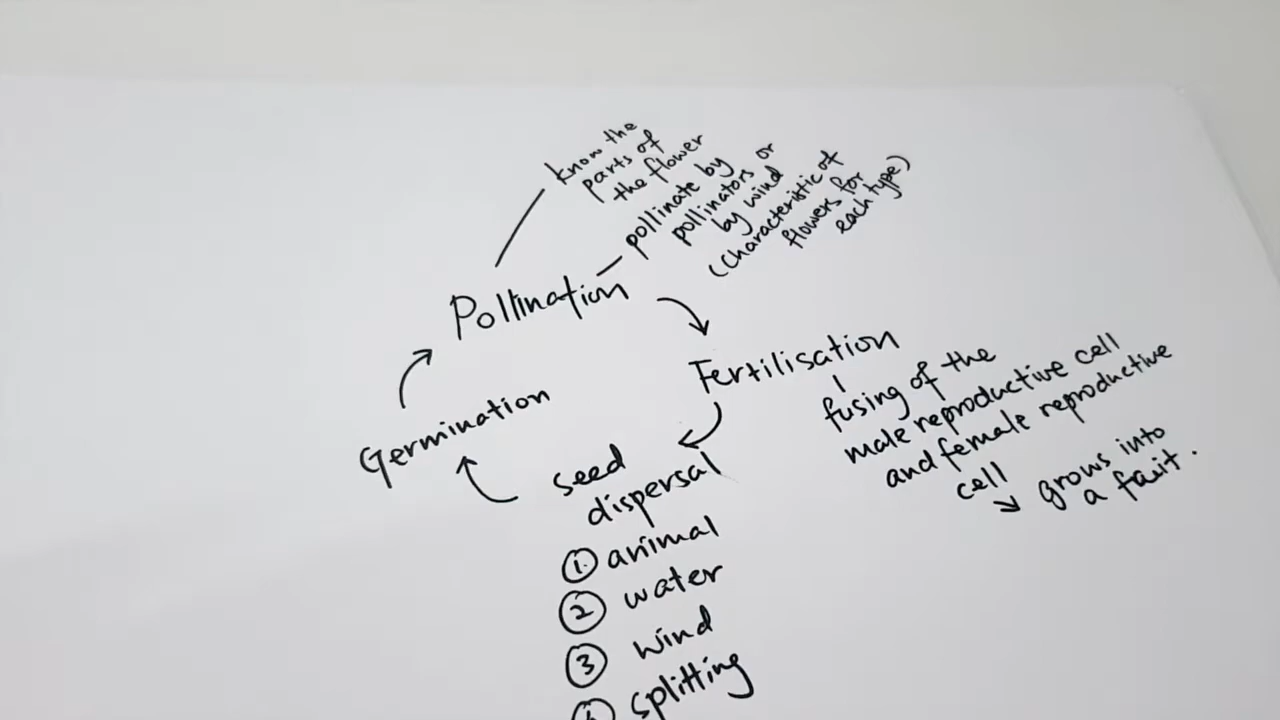 know the
parts of
the flower
pollinate by
pollinators or
by wind
(characteristic of
flowers for
each type)
Pollination
Fertilisation
fusing of the
male reproductive cell
and female reproductive
cell
grows into
a fruit.
Germination
seed
dispersal
1. animal
2 water
3 wind
4 splitting